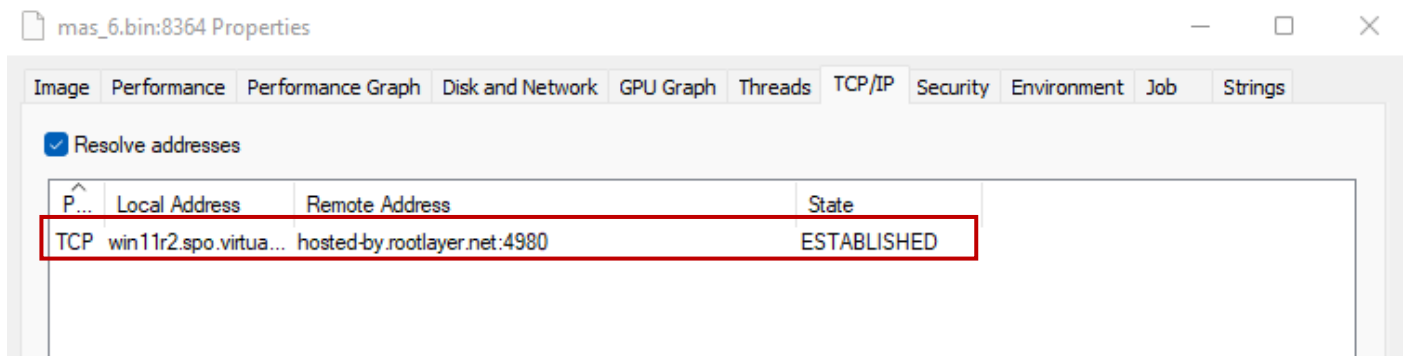 mas_6.bin:8364 Properties
Image Performance Performance Graph Disk and Network GPU Graph Threads TCP/IP Security Environment Job Strings
Resolve addresses
P... Local Address Remote Address State
TCP win11r2.spo.virtua... hosted-by.rootlayer.net:4980 ESTABLISHED